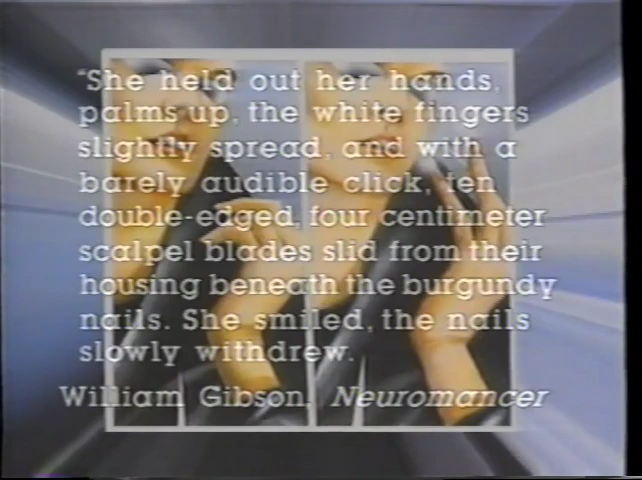 "She held out her hands,
palms up, the white fingers
slightly spread, and with a
barely audible click, ten
double-edged, four centimeter
scalpel blades slid from their
housing beneath the burgundy
nails. She smiled, the nails
slowly withdrew.
William Gibson, Neuromancer